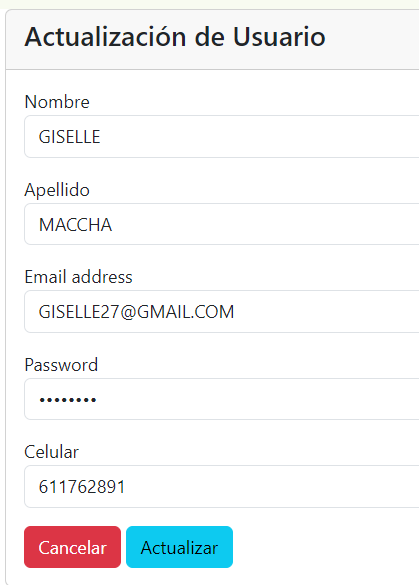 Actualización de Usuario
Nombre
GISELLE
Apellido
MACCHA
Email address
GISELLE27@GMAIL.COM
Password
••••••••
Celular
611762891
Cancelar Actualizar